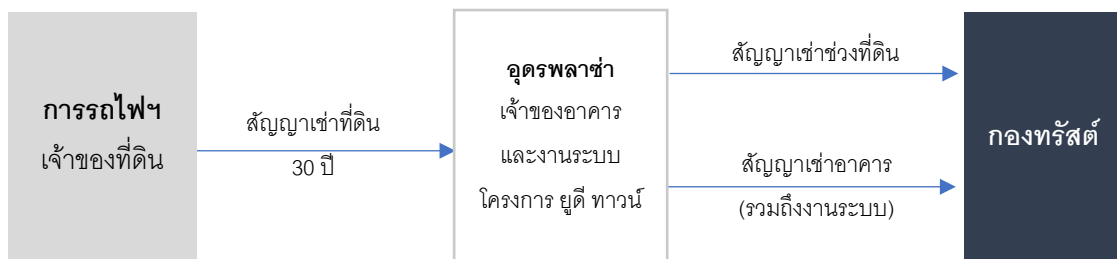 การรถไฟฯ
เจ้าของที่ดิน
สัญญาเช่าที่ดิน
30 ปี
อุดรพลาซ่า
เจ้าของอาคาร
และงานระบบ
โครงการ ยูดี ทาวน์
สัญญาเช่าช่วงที่ดิน
สัญญาเช่าอาคาร
(รวมถึงงานระบบ)
กองทรัสต์